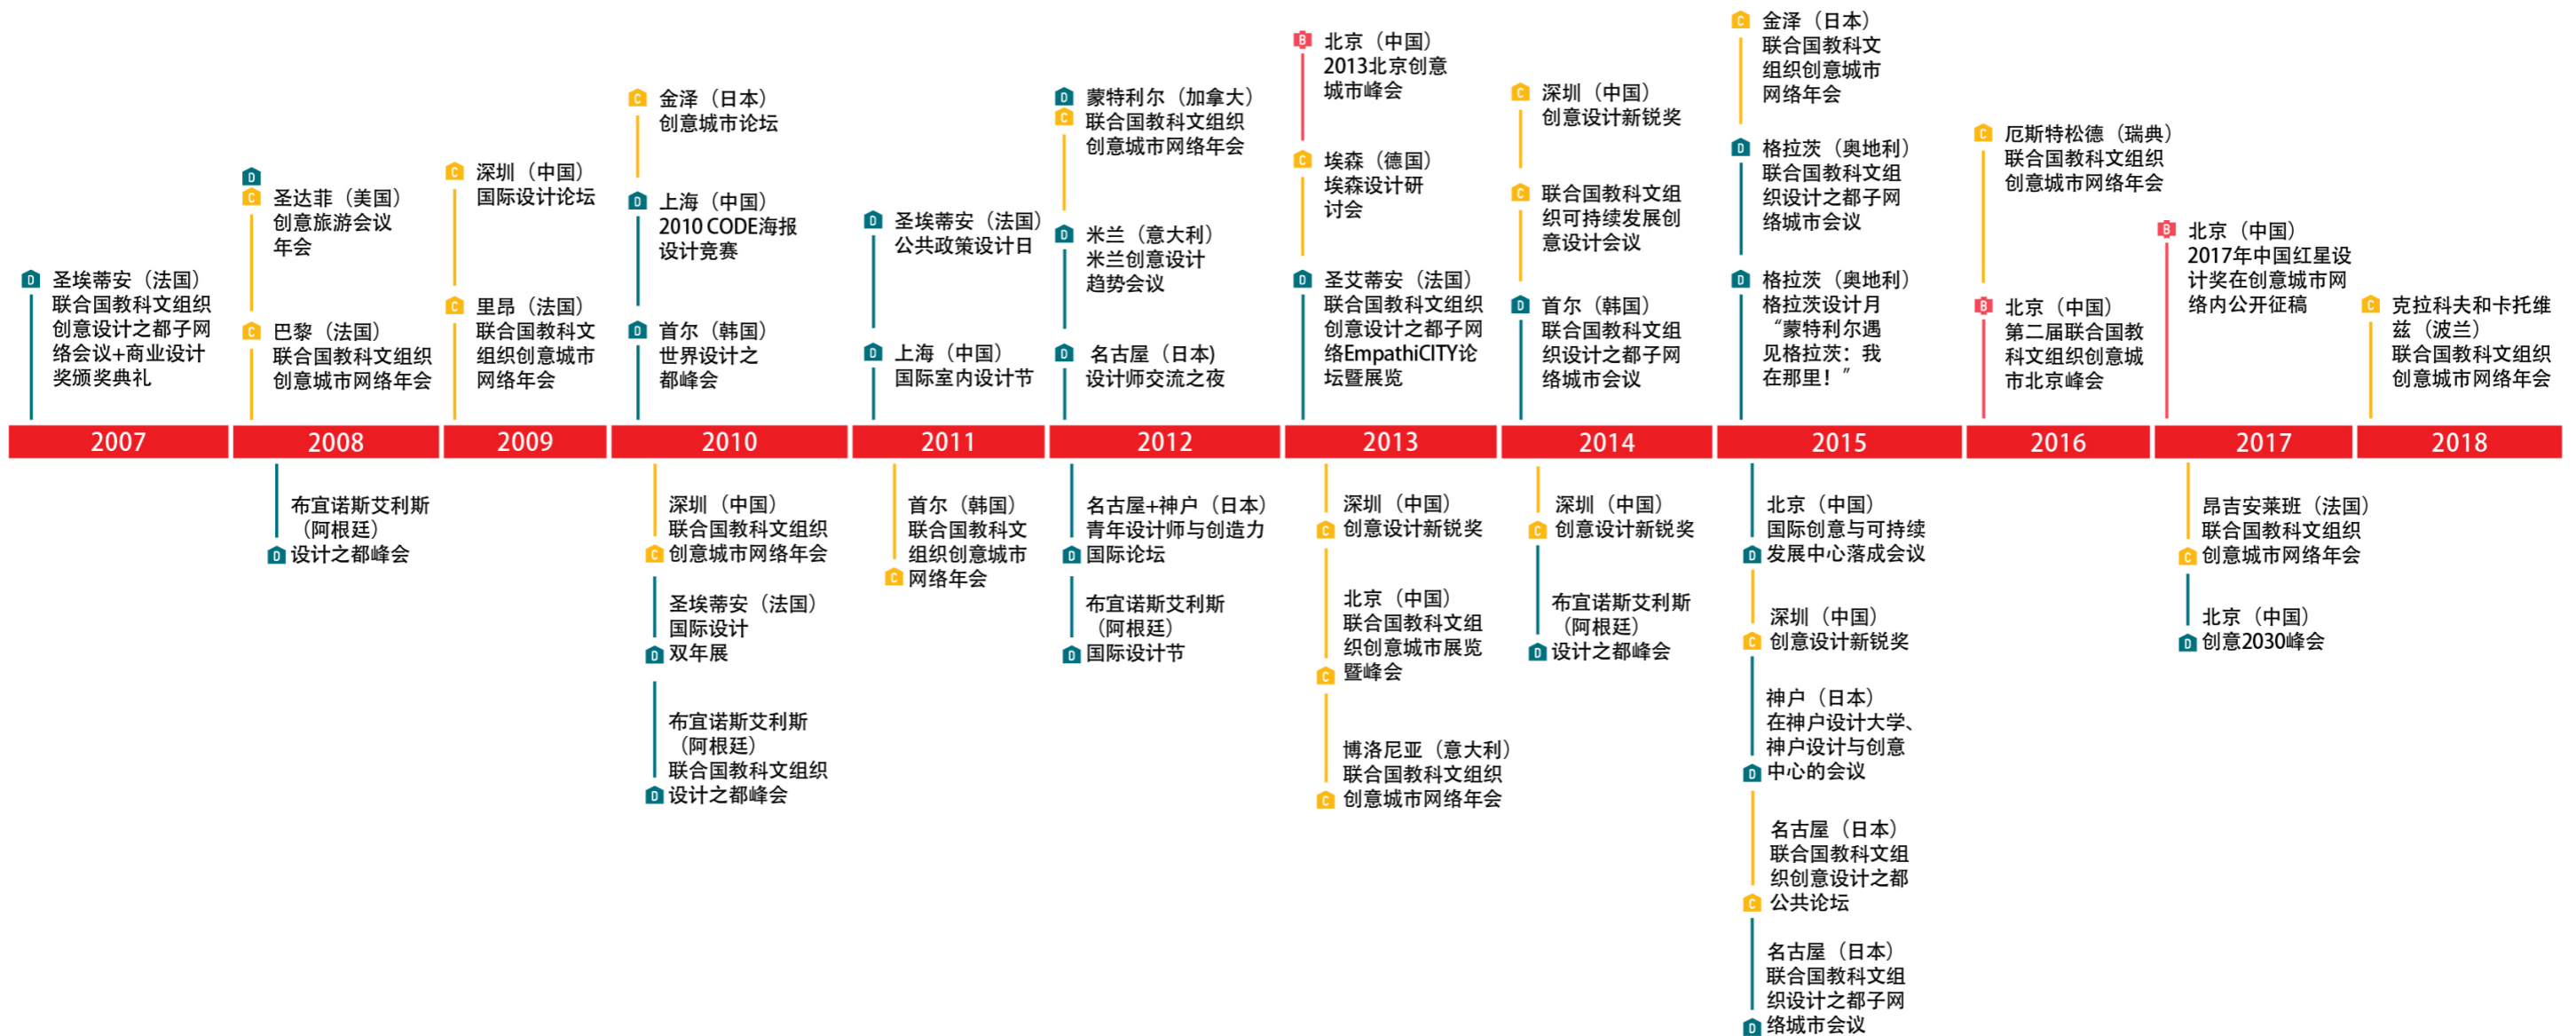 D 圣埃蒂安（法国）
联合国教科文组织
创意设计之都子网
络会议+商业设计
奖颁奖典礼
2007
D
C 圣达菲（美国）
创意旅游会议
年会
C 巴黎（法国）
联合国教科文组织
创意城市网络年会
2008
布宜诺斯艾利斯
（阿根廷）
D 设计之都峰会
C 深圳（中国）
国际设计论坛
C 里昂（法国）
联合国教科文
组织创意城市
网络年会
2009
C 金泽（日本）
创意城市论坛
D 上海（中国）
2010 CODE海报
设计竞赛
D 首尔（韩国）
世界设计之
都峰会
2010
深圳（中国）
联合国教科文组织
C 创意城市网络年会
圣埃蒂安（法国）
国际设计
D 双年展
布宜诺斯艾利斯
（阿根廷）
联合国教科文组织
D 设计之都峰会
D 圣埃蒂安（法国）
公共政策设计日
D 上海（中国）
国际室内设计节
2011
首尔（韩国）
联合国教科文
组织创意城市
C 网络年会
D 蒙特利尔（加拿大）
C 联合国教科文组织
创意城市网络年会
D 米兰（意大利）
米兰创意设计
趋势会议
D 名古屋（日本)
设计师交流之夜
2012
名古屋+神户（日本）
青年设计师与创造力
D 国际论坛
布宜诺斯艾利斯
（阿根廷）
D 国际设计节
B 北京（中国）
2013北京创意
城市峰会
C 埃森（德国）
埃森设计研
讨会
D 圣艾蒂安（法国）
联合国教科文组织
创意设计之都子网
络EmpathiCITY论
坛暨展览
2013
深圳（中国）
C 创意设计新锐奖
北京（中国）
联合国教科文组
织创意城市展览
C 暨峰会
博洛尼亚（意大利）
联合国教科文组织
C 创意城市网络年会
C 深圳（中国）
创意设计新锐奖
C 联合国教科文组
织可持续发展创
意设计会议
D 首尔（韩国）
联合国教科文组
织设计之都子网
络城市会议
2014
深圳（中国）
C 创意设计新锐奖
布宜诺斯艾利斯
（阿根廷）
D 设计之都峰会
C 金泽（日本）
联合国教科文
组织创意城市
网络年会
D 格拉茨（奥地利）
联合国教科文组
织设计之都子网
络城市会议
D 格拉茨（奥地利）
格拉茨设计月
“蒙特利尔遇
见格拉茨：我
在那里！”
2015
北京（中国）
国际创意与可持续
D 发展中心落成会议
深圳（中国）
C 创意设计新锐奖
神户（日本）
在神户设计大学、
神户设计与创意
D 中心的会议
名古屋（日本）
联合国教科文组
织创意设计之都
C 公共论坛
名古屋（日本）
联合国教科文组
织设计之都子网
D 络城市会议
C 厄斯特松德（瑞典）
联合国教科文组织
创意城市网络年会
B 北京（中国）
第二届联合国教
科文组织创意城
市北京峰会
2016
B 北京（中国）
2017年中国红星设
计奖在创意城市网
络内公开征稿
2017
昂吉安莱班（法国）
联合国教科文组织
C 创意城市网络年会
北京（中国）
D 创意2030峰会
C 克拉科夫和卡托维
兹（波兰）
联合国教科文组织
创意城市网络年会
2018